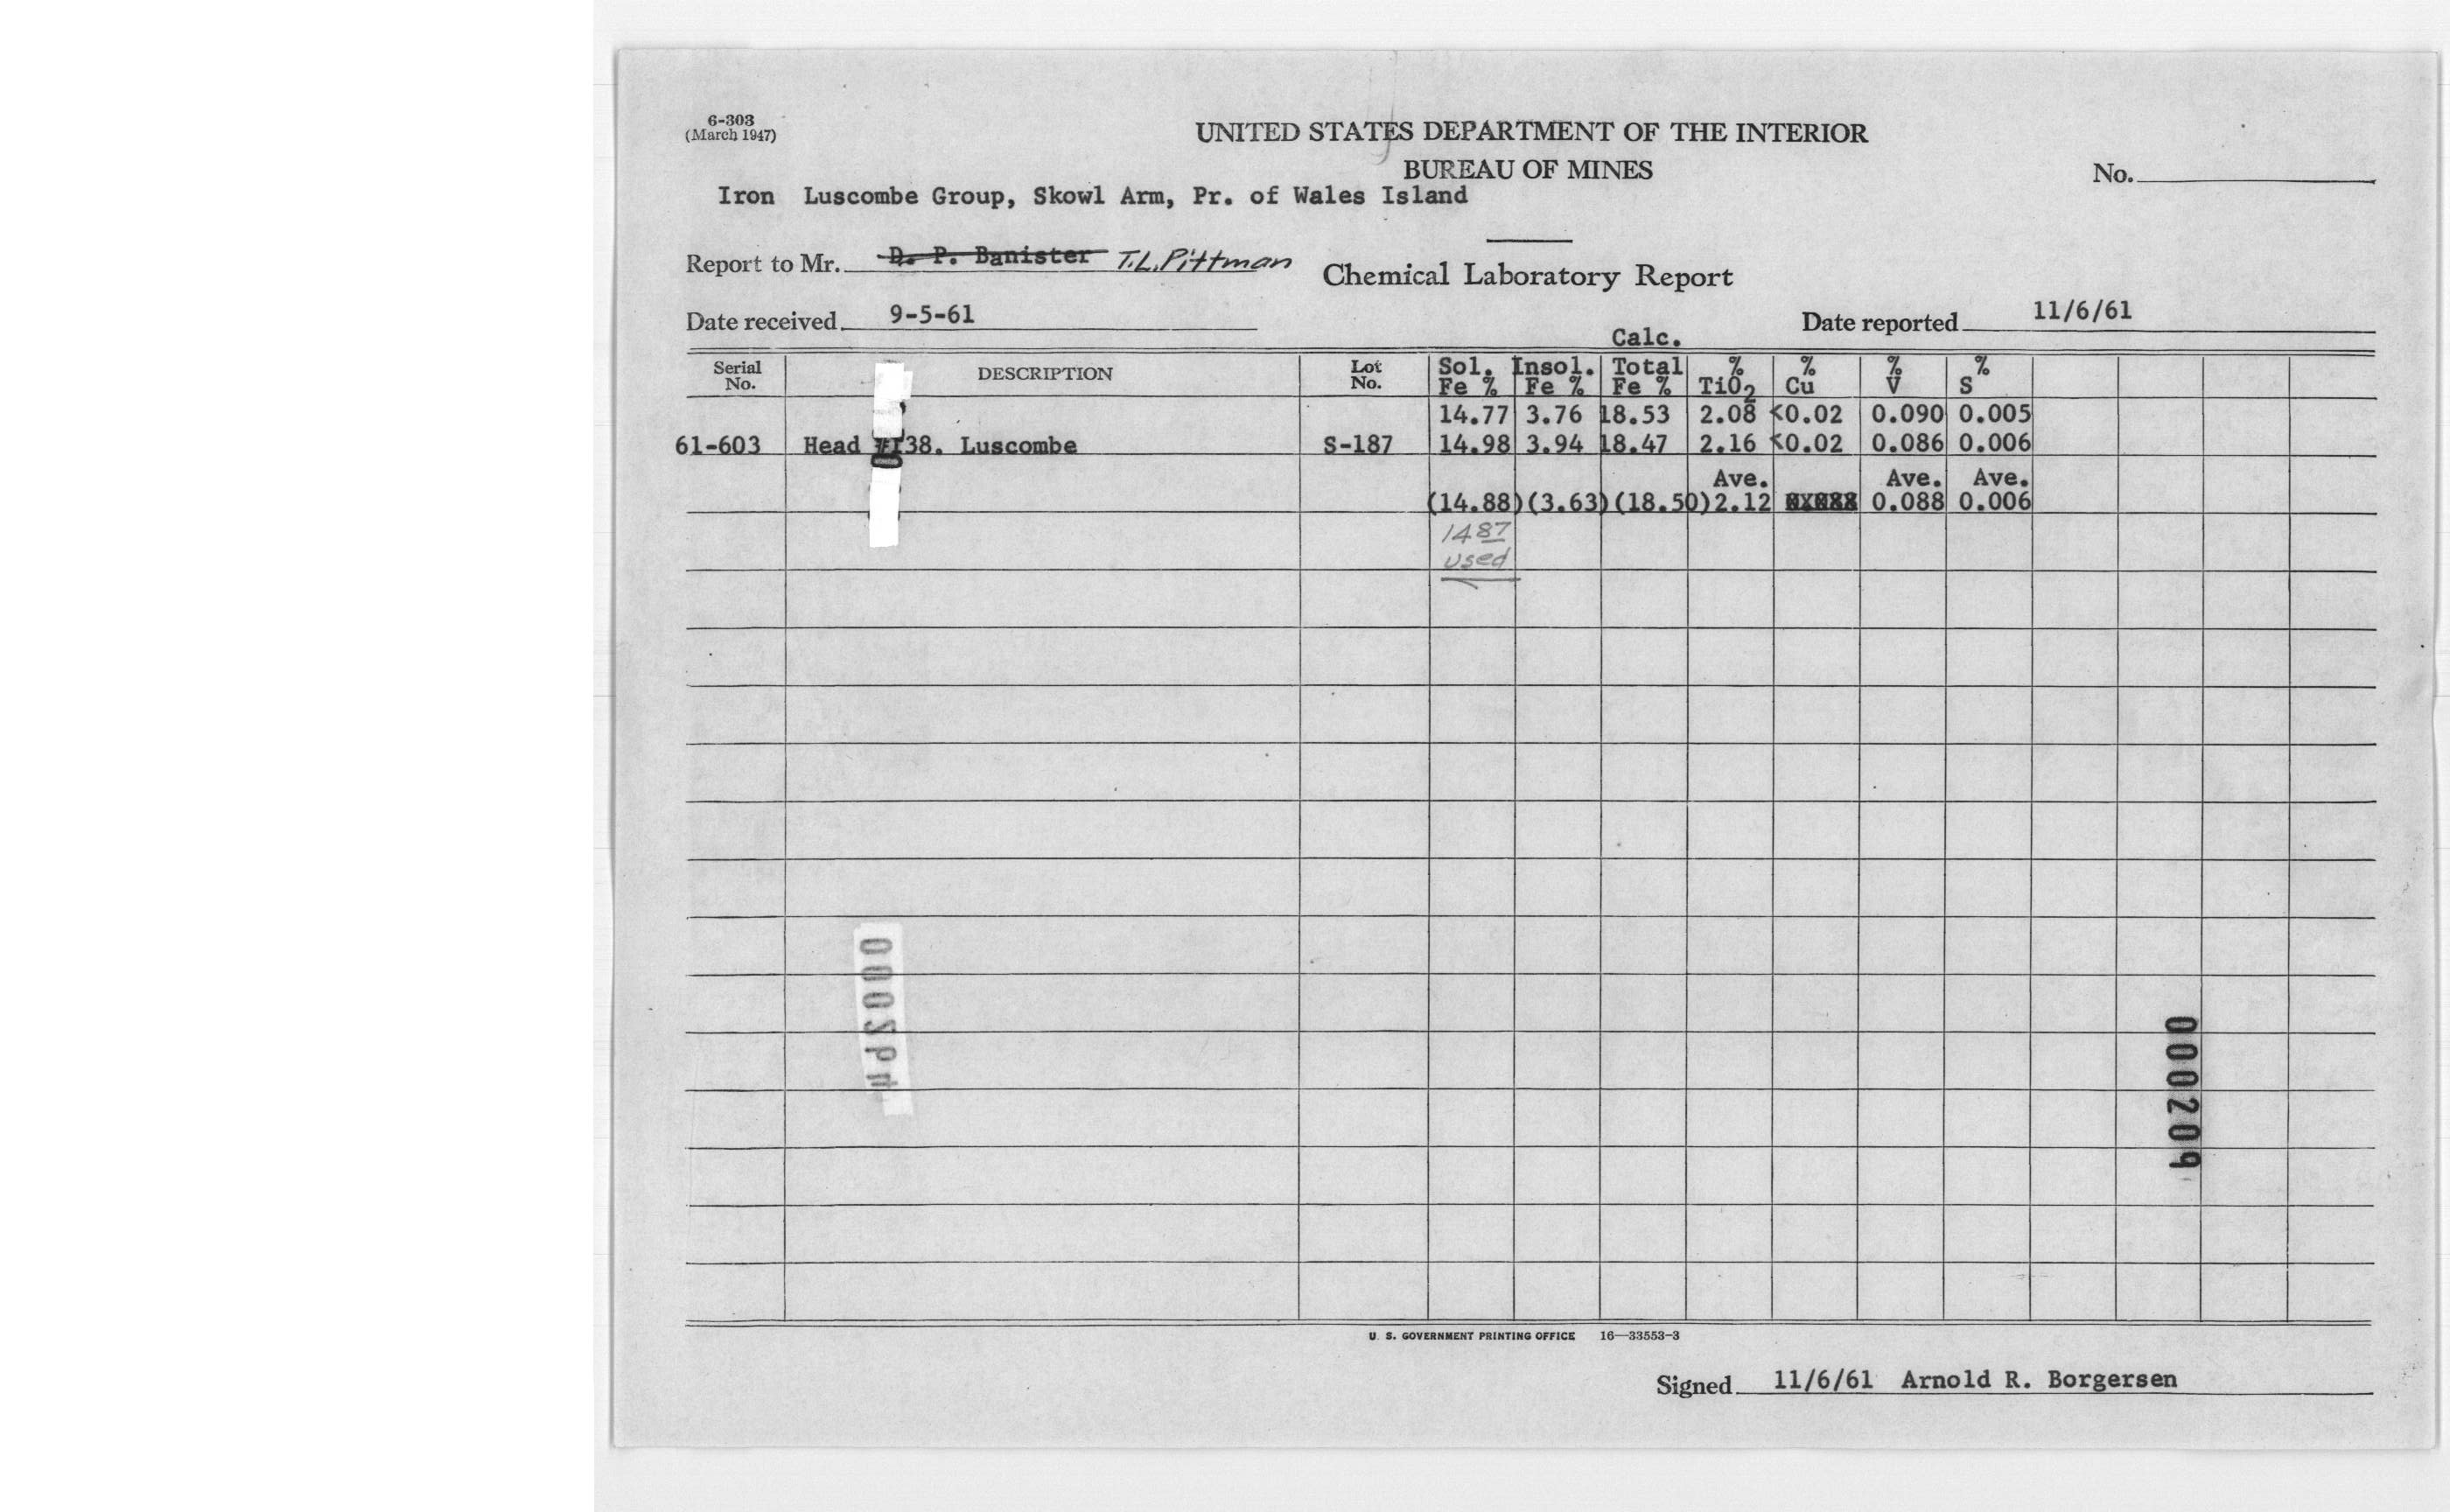 6-303
(March 1947)
UNITED STATES DEPARTMENT OF THE INTERIOR
BUREAU OF MINES
No.
Iron Luscombe Group, Skowl Arm, Pr. of Wales Island
Report to Mr. D. P. Banister T.L. Pittman
Chemical Laboratory Report
Date received 9-5-61
Date reported 11/6/61
Calc.
Serial No. DESCRIPTION Lot No. Sol. Fe % Insol. Fe % Total Fe % % TiO2 % Cu % V % S
14.77 3.76 18.53 2.08 <0.02 0.090 0.005
61-603 Head #138. Luscombe S-187 14.98 3.94 18.47 2.16 <0.02 0.086 0.006
Ave. Ave. Ave.
(14.88) (3.63) (18.50) 2.12 0.088 0.006
1487
used
000209
U. S. GOVERNMENT PRINTING OFFICE 16—33553-3
Signed 11/6/61 Arnold R. Borgersen